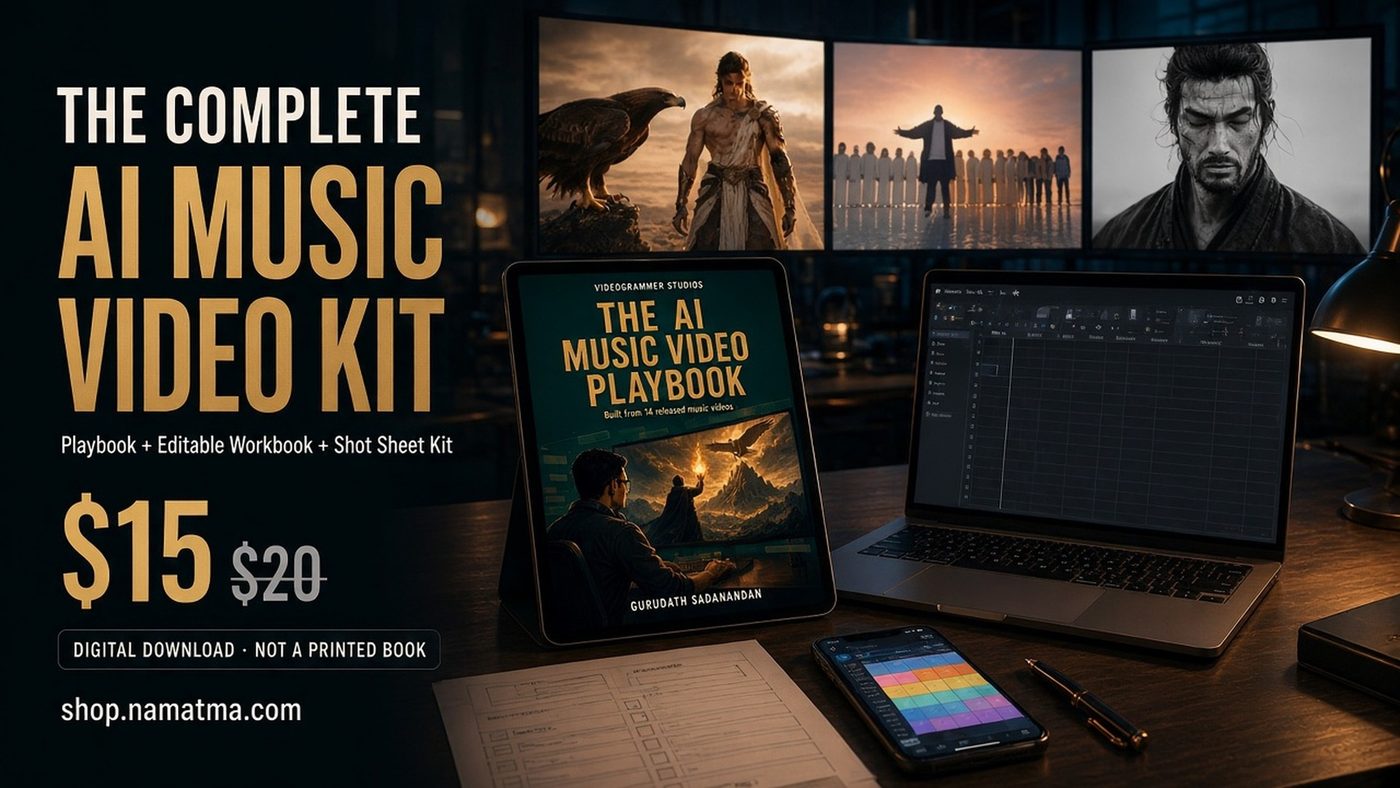 THE COMPLETE
AI MUSIC
VIDEO KIT
Playbook + Editable Workbook + Shot Sheet Kit
$15 $20
DIGITAL DOWNLOAD · NOT A PRINTED BOOK
shop.namatma.com
VIDEOGRAMMER STUDIOS
THE AI
MUSIC VIDEO
PLAYBOOK
Built from 14 released music videos
GURUDATH SADANANDAN